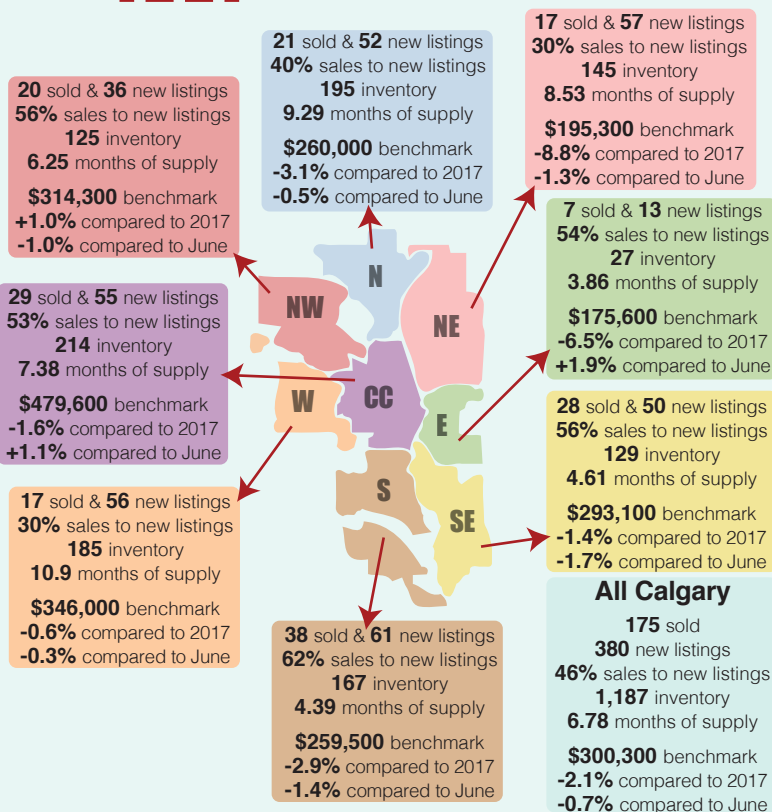 17 sold & 57 new listings
30% sales to new listings
145 inventory
8.53 months of supply
$195,300 benchmark
-8.8% compared to 2017
-1.3% compared to June
21 sold & 52 new listings
40% sales to new listings
195 inventory
9.29 months of supply
$260,000 benchmark
-3.1% compared to 2017
-0.5% compared to June
20 sold & 36 new listings
56% sales to new listings
125 inventory
6.25 months of supply
$314,300 benchmark
+1.0% compared to 2017
-1.0% compared to June
7 sold & 13 new listings
54% sales to new listings
27 inventory
3.86 months of supply
$175,600 benchmark
-6.5% compared to 2017
+1.9% compared to June
N
NW
NE
W
CC
E
S
SE
29 sold & 55 new listings
53% sales to new listings
214 inventory
7.38 months of supply
$479,600 benchmark
-1.6% compared to 2017
+1.1% compared to June
28 sold & 50 new listings
56% sales to new listings
129 inventory
4.61 months of supply
$293,100 benchmark
-1.4% compared to 2017
-1.7% compared to June
17 sold & 56 new listings
30% sales to new listings
185 inventory
10.9 months of supply
$346,000 benchmark
-0.6% compared to 2017
-0.3% compared to June
38 sold & 61 new listings
62% sales to new listings
167 inventory
4.39 months of supply
$259,500 benchmark
-2.9% compared to 2017
-1.4% compared to June
All Calgary
175 sold
380 new listings
46% sales to new listings
1,187 inventory
6.78 months of supply
$300,300 benchmark
-2.1% compared to 2017
-0.7% compared to June